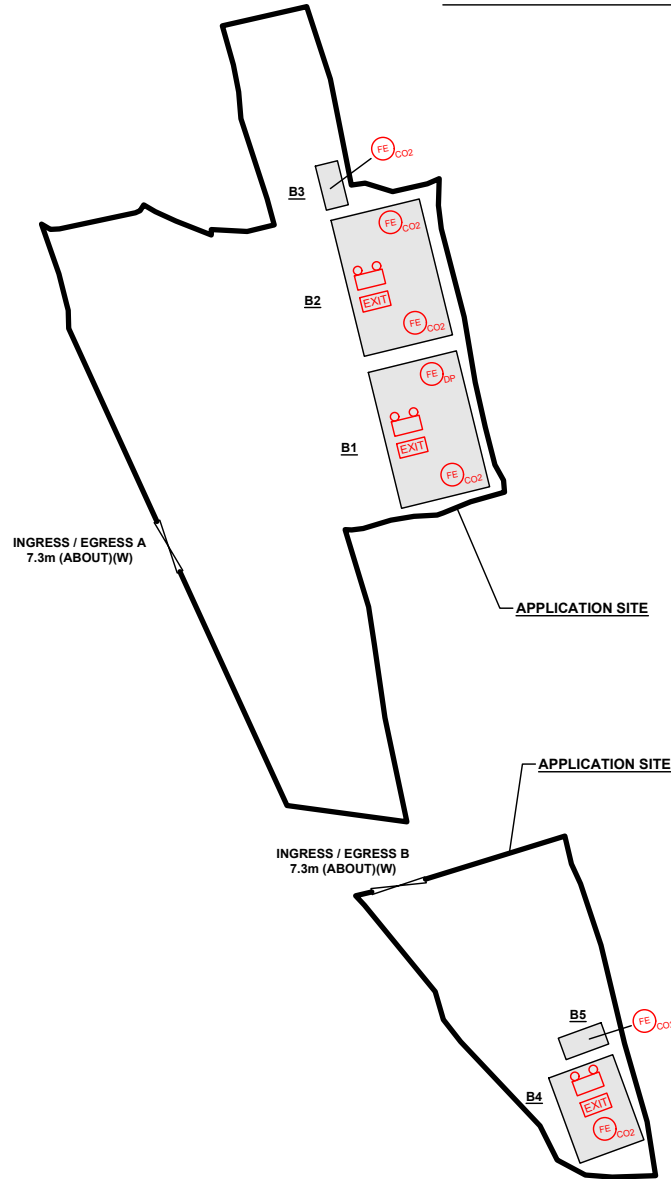 FE CO2
B3
FE CO2
B2
EXIT
FE CO2
FE DP
B1
EXIT
FE CO2
INGRESS / EGRESS A
7.3m (ABOUT)(W)
APPLICATION SITE
APPLICATION SITE
INGRESS / EGRESS B
7.3m (ABOUT)(W)
B5
FE CO2
B4
EXIT
FE CO2